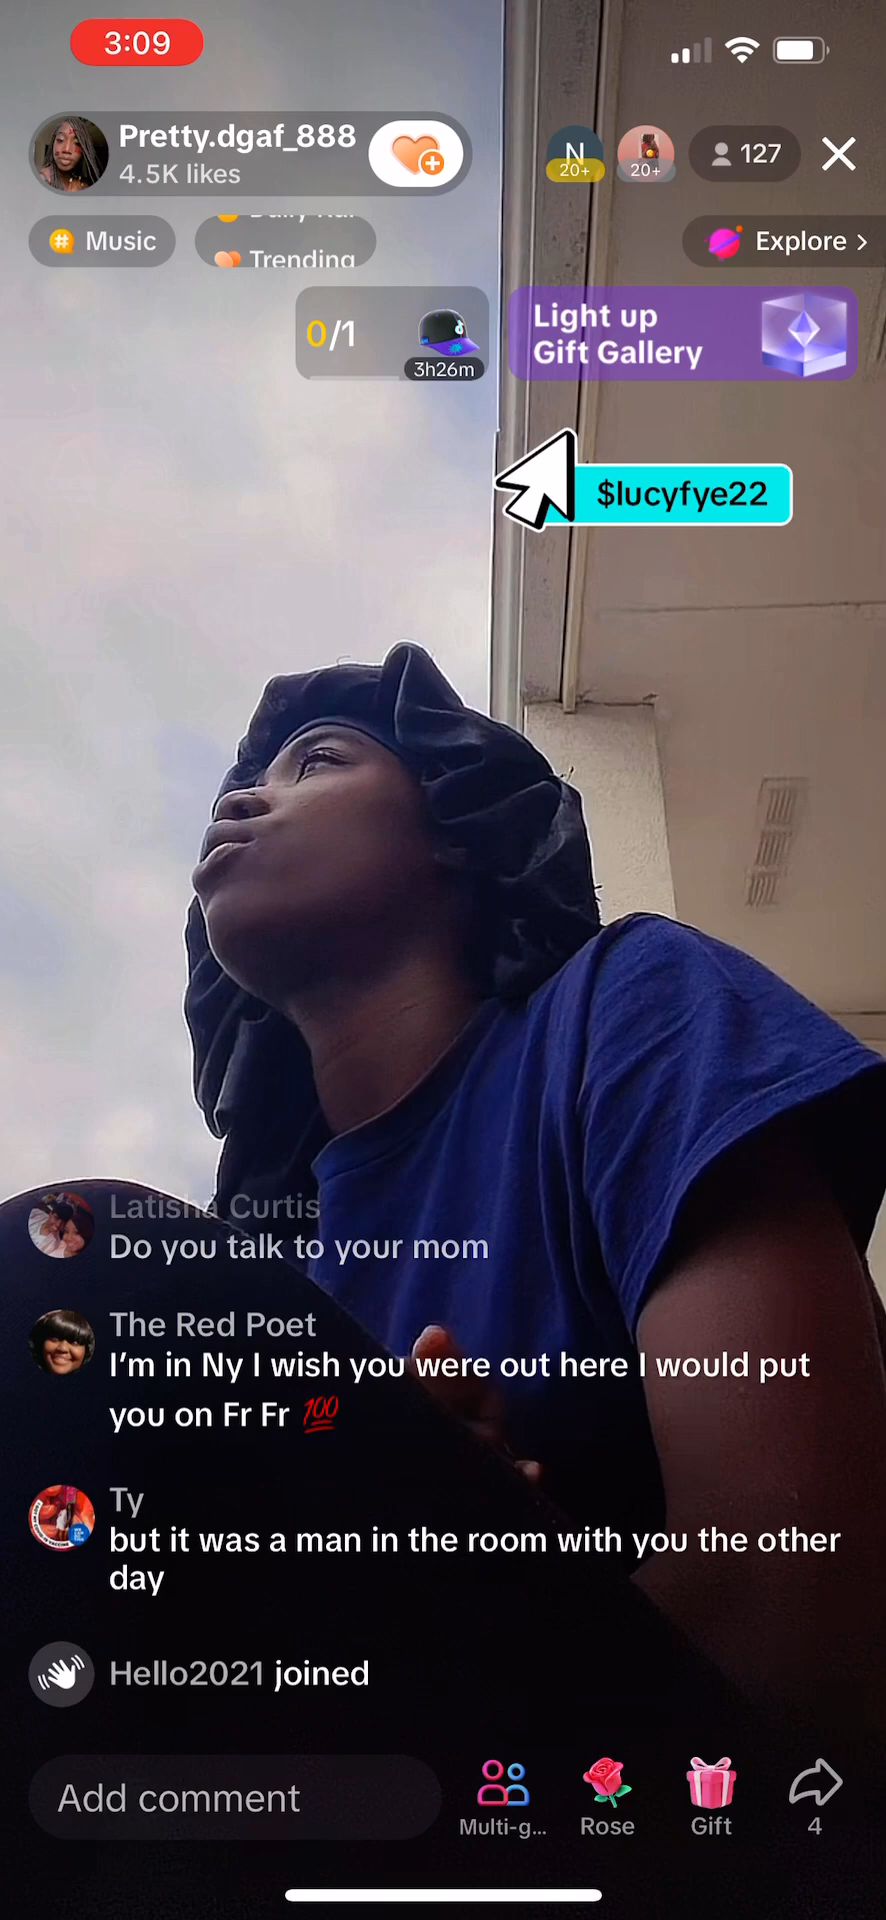 3:09
Pretty.dgaf_888
4.5K likes
N
20+
20+
127
Music
Trending
Explore >
0/1
3h26m
Light up
Gift Gallery
$lucyfye22
Latisha Curtis
Do you talk to your mom
The Red Poet
I'm in Ny I wish you were out here I would put
you on Fr Fr 💯
Ty
but it was a man in the room with you the other
day
Hello2021 joined
Add comment
Multi-g...
Rose
Gift
4